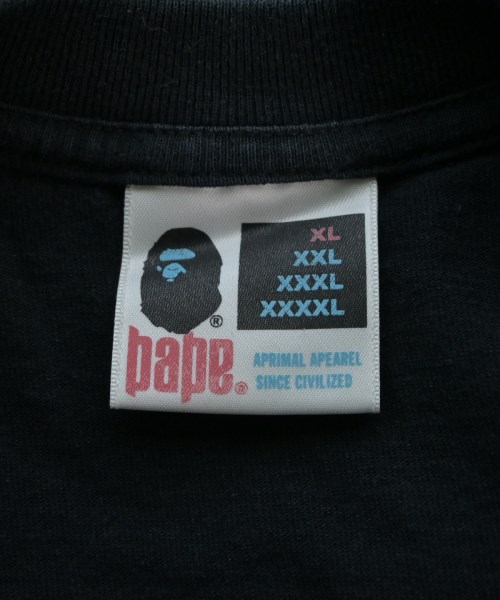 XL
XXL
XXXL
XXXXL
®
bape®
APRIMAL APEAREL
SINCE CIVILIZED